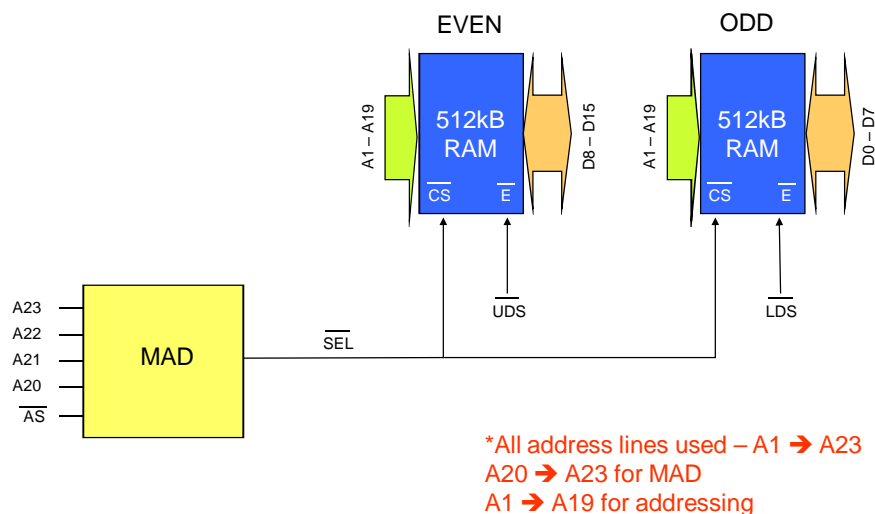 EVEN
ODD
A1 – A19
512kB
RAM
CS
E
D8 – D15
A1 – A19
512kB
RAM
CS
E
D0 – D7
UDS
LDS
A23
A22
A21
A20
AS
MAD
SEL
*All address lines used – A1 ➔ A23
A20 ➔ A23 for MAD
A1 ➔ A19 for addressing